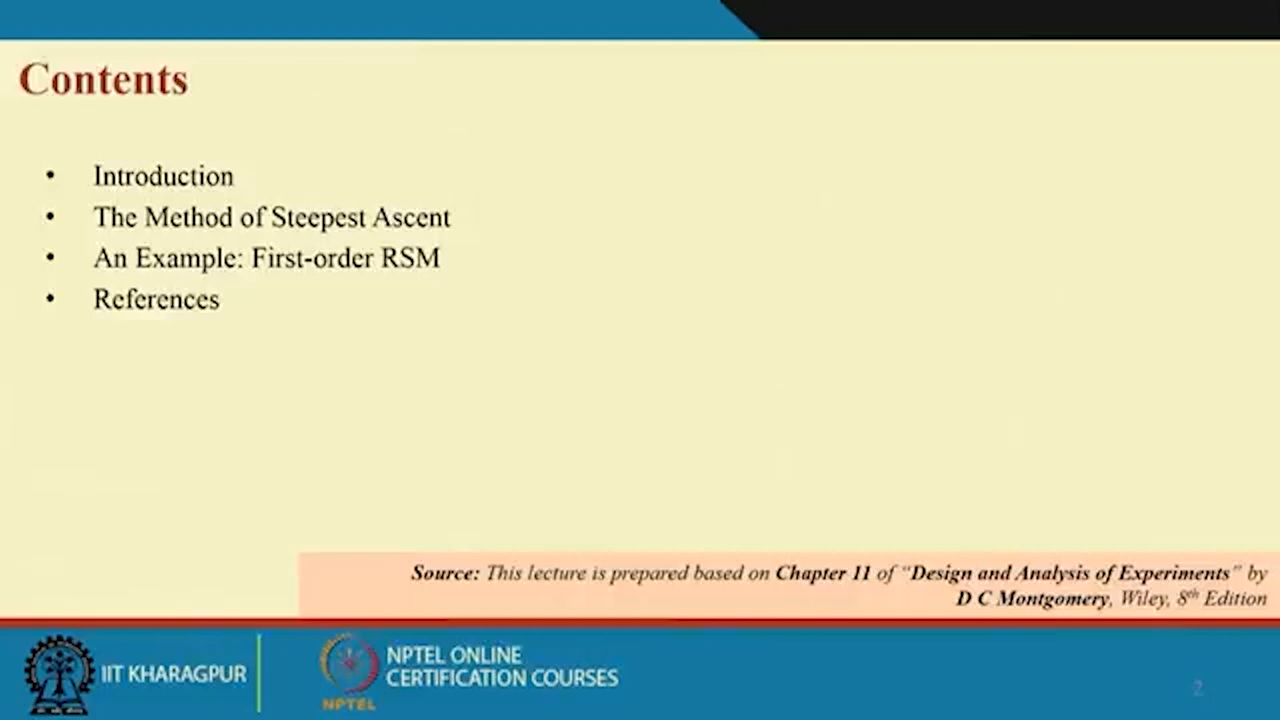 Contents
• Introduction
• The Method of Steepest Ascent
• An Example: First-order RSM
• References
Source: This lecture is prepared based on Chapter 11 of “Design and Analysis of Experiments” by
D C Montgomery, Wiley, 8th Edition
IIT KHARAGPUR
NPTEL
NPTEL ONLINE
CERTIFICATION COURSES
2